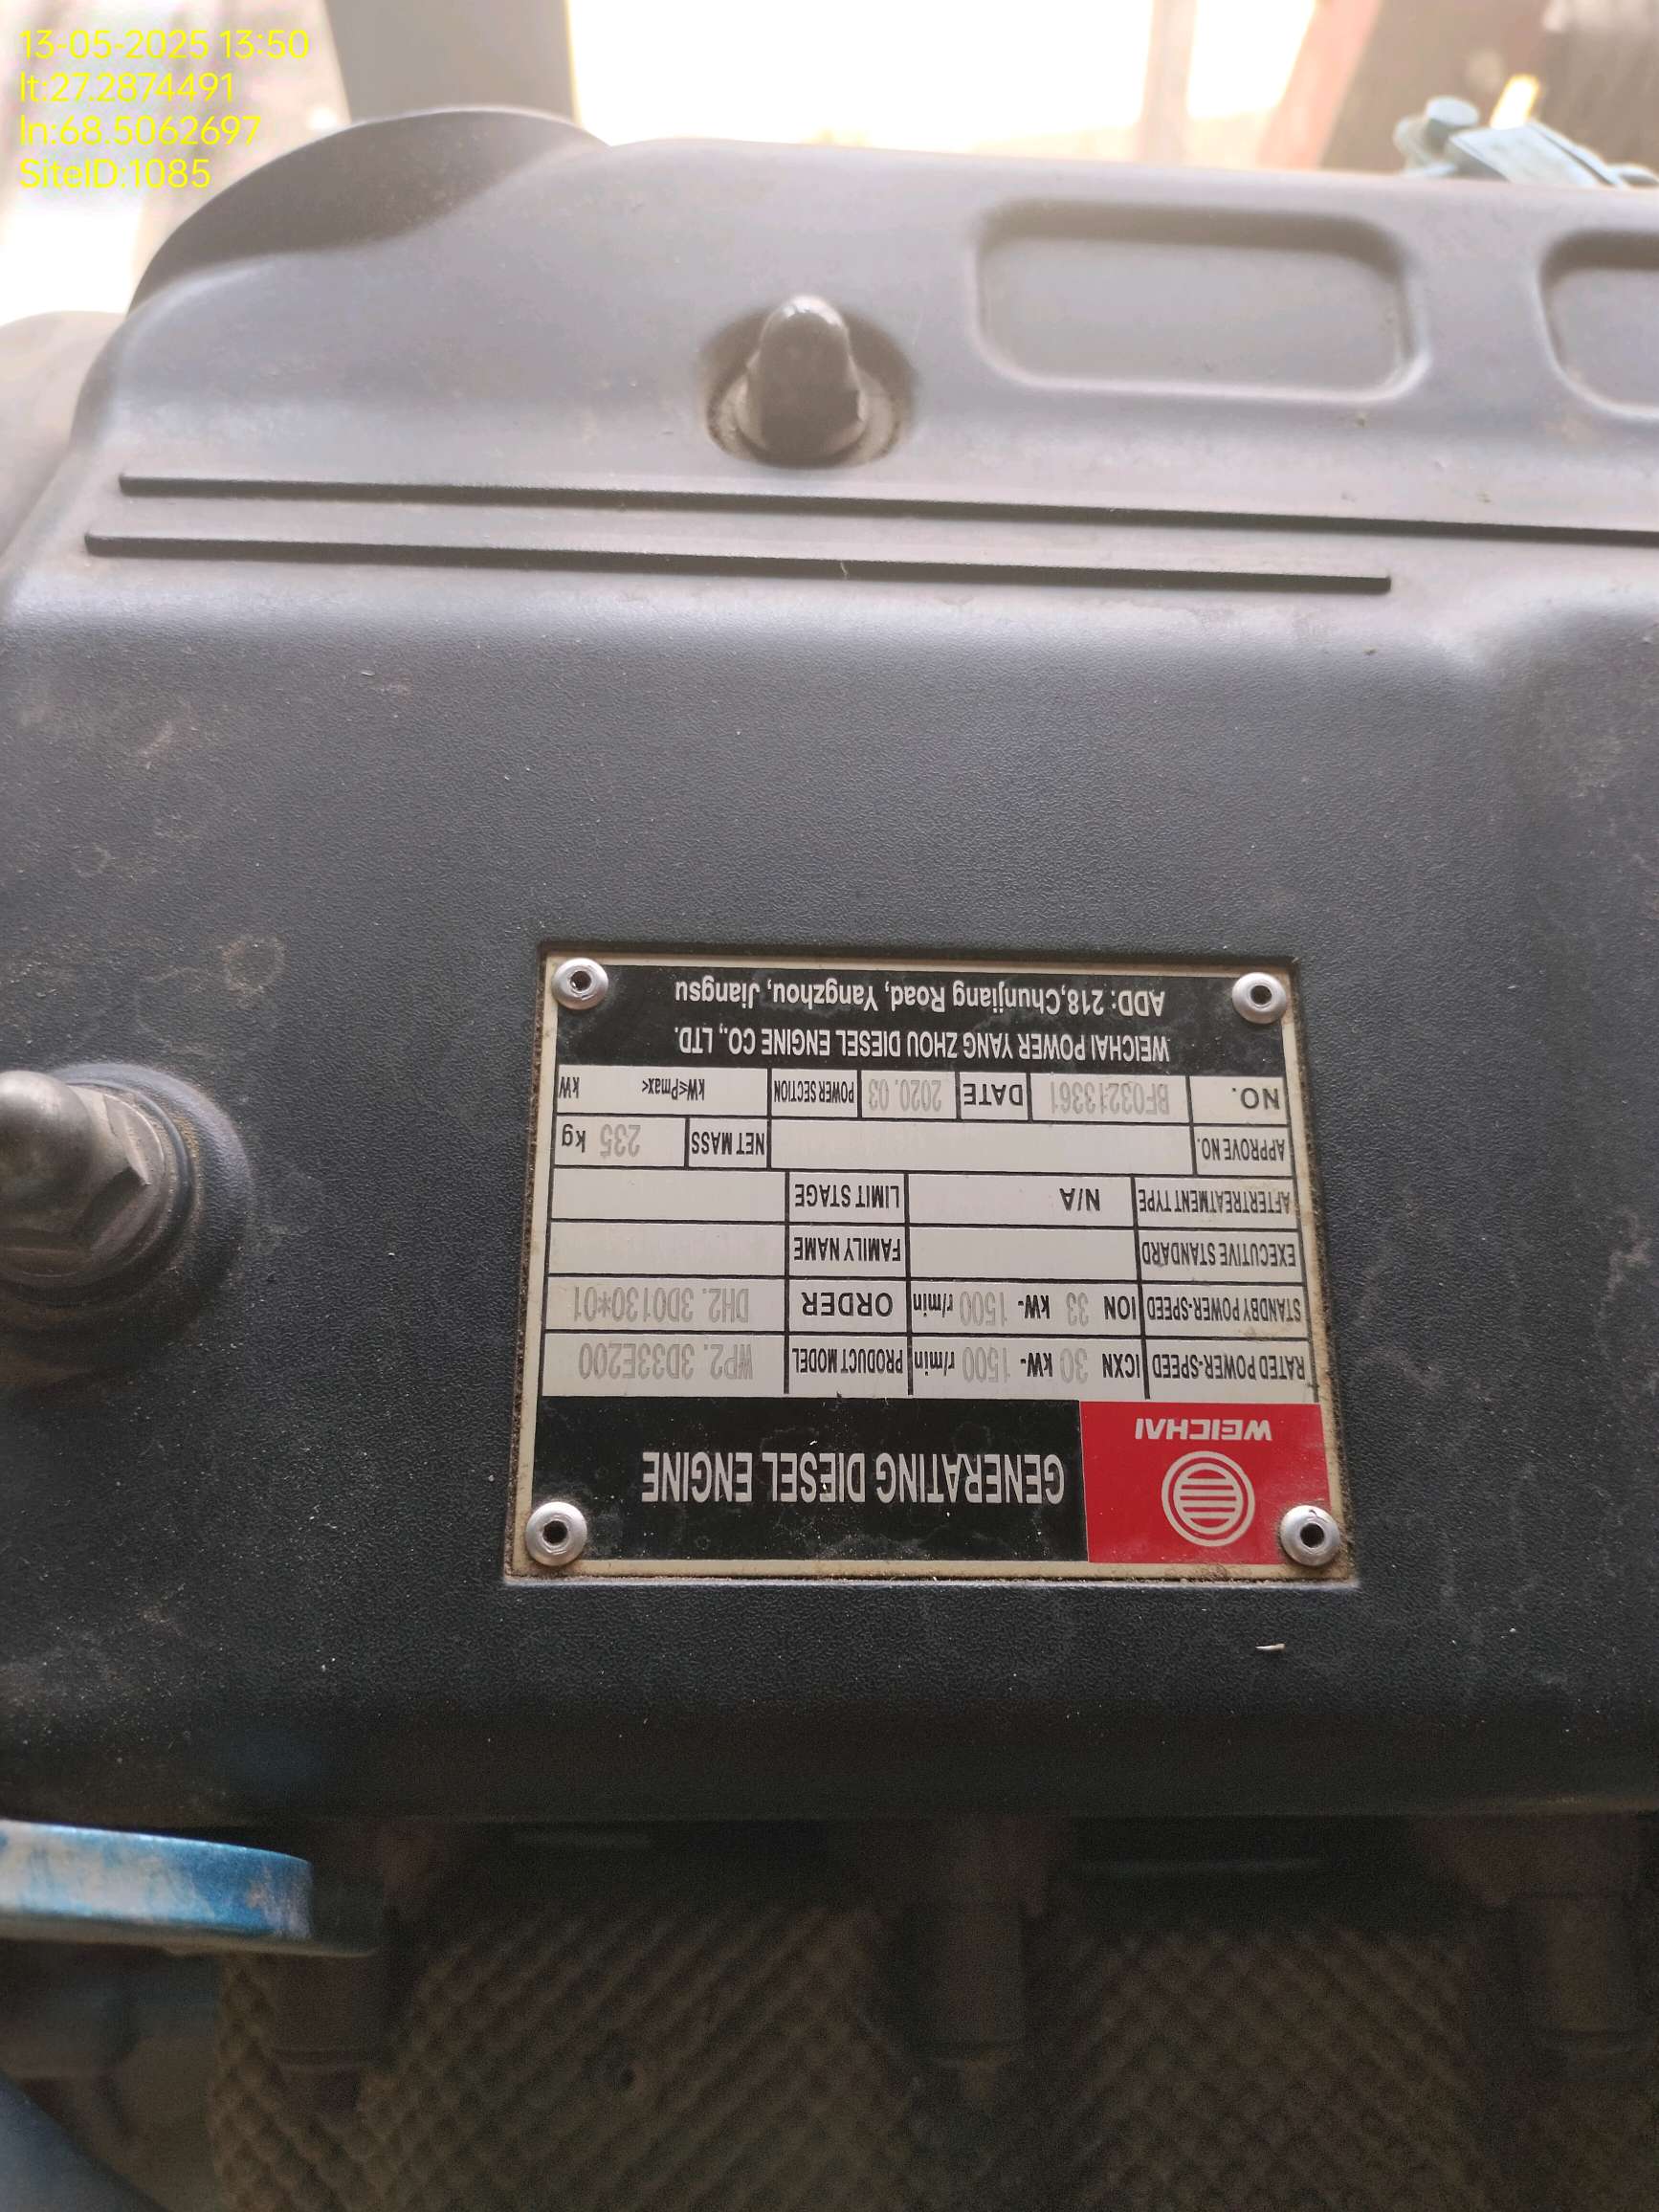 13-05-2025 13:50
lt:27.2874491
ln:68.5062697
SiteID:1085
WEICHAI
GENERATING DIESEL ENGINE
RATED POWER-SPEED ICXN 30 kW- 1500 r/min PRODUCT MODEL WP2. 3D33E200
STANDBY POWER-SPEED ION 33 kW- 1500 r/min ORDER DH2. 3D0130*01
EXECUTIVE STANDARD FAMILY NAME
AFTERTREATMENT TYPE N/A LIMIT STAGE
APPROVE NO. NET MASS 235 kg
NO. BF03213361 DATE 2020. 03 POWER SECTION kW<Pmax< kW
WEICHAI POWER YANG ZHOU DIESEL ENGINE CO., LTD.
ADD: 218,Chunjiang Road, Yangzhou, Jiangsu